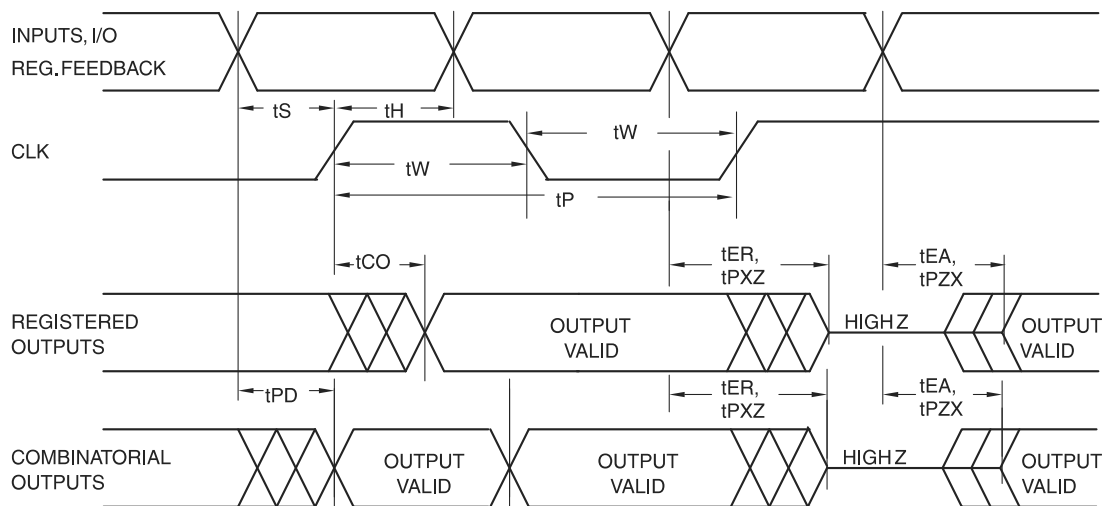 INPUTS, I/O
REG. FEEDBACK
tS
tH
CLK
tW
tW
tP
tCO
tER,
tPXZ
tEA,
tPZX
REGISTERED
OUTPUTS
OUTPUT
VALID
HIGH Z
OUTPUT
VALID
tPD
tER,
tPXZ
tEA,
tPZX
COMBINATORIAL
OUTPUTS
OUTPUT
VALID
OUTPUT
VALID
HIGH Z
OUTPUT
VALID